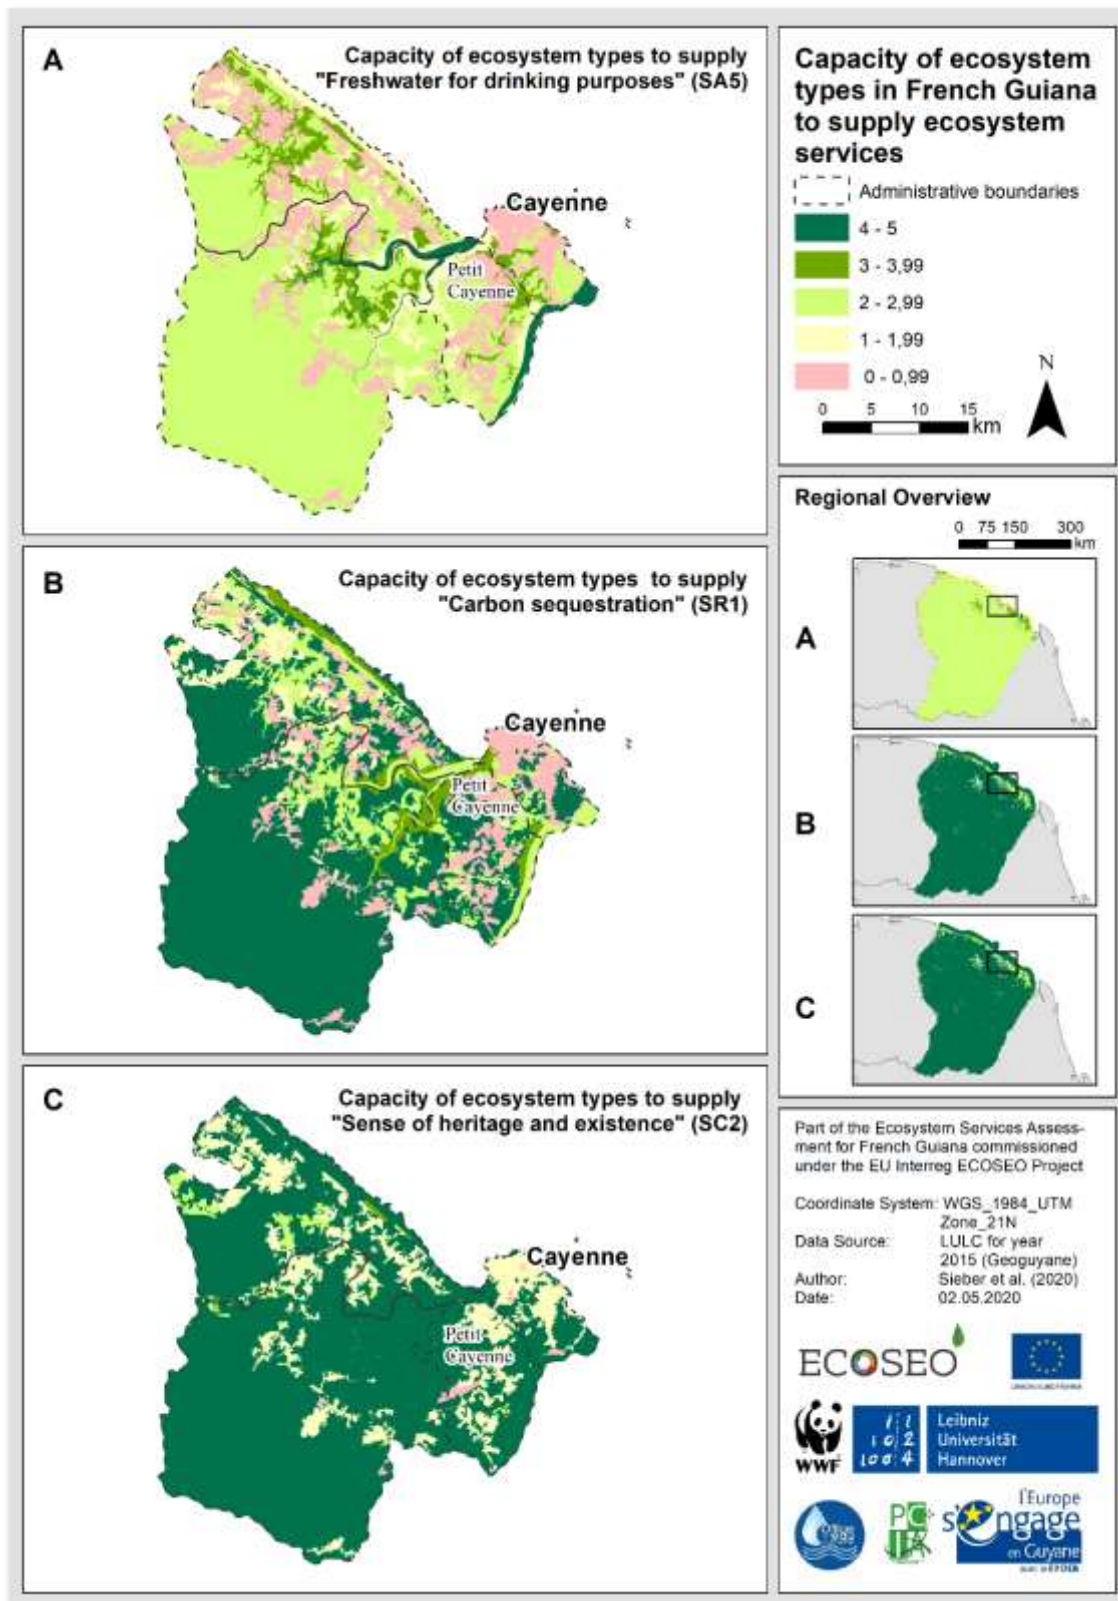 A
Capacity of ecosystem types to supply
"Freshwater for drinking purposes" (SA5)
Cayenne
Petit
Cayenne
B
Capacity of ecosystem types to supply
"Carbon sequestration" (SR1)
Cayenne
Petit
Cayenne
C
Capacity of ecosystem types to supply
"Sense of heritage and existence" (SC2)
Cayenne
Petit
Cayenne
Capacity of ecosystem
types in French Guiana
to supply ecosystem
services
Administrative boundaries
4 - 5
3 - 3,99
2 - 2,99
1 - 1,99
0 - 0,99
N
0 5 10 15
km
Regional Overview
0 75 150 300
km
A
B
C
Part of the Ecosystem Services Assess-
ment for French Guiana commissioned
under the EU Interreg ECOSEO Project
Coordinate System: WGS_1984_UTM
Zone_21N
Data Source: LULC for year
2015 (Geoguyane)
Author: Sieber et al. (2020)
Date: 02.05.2020
ECOSEO
WWF
Leibniz
Universität
Hannover
PC
l'Europe
s'engage
en Guyane